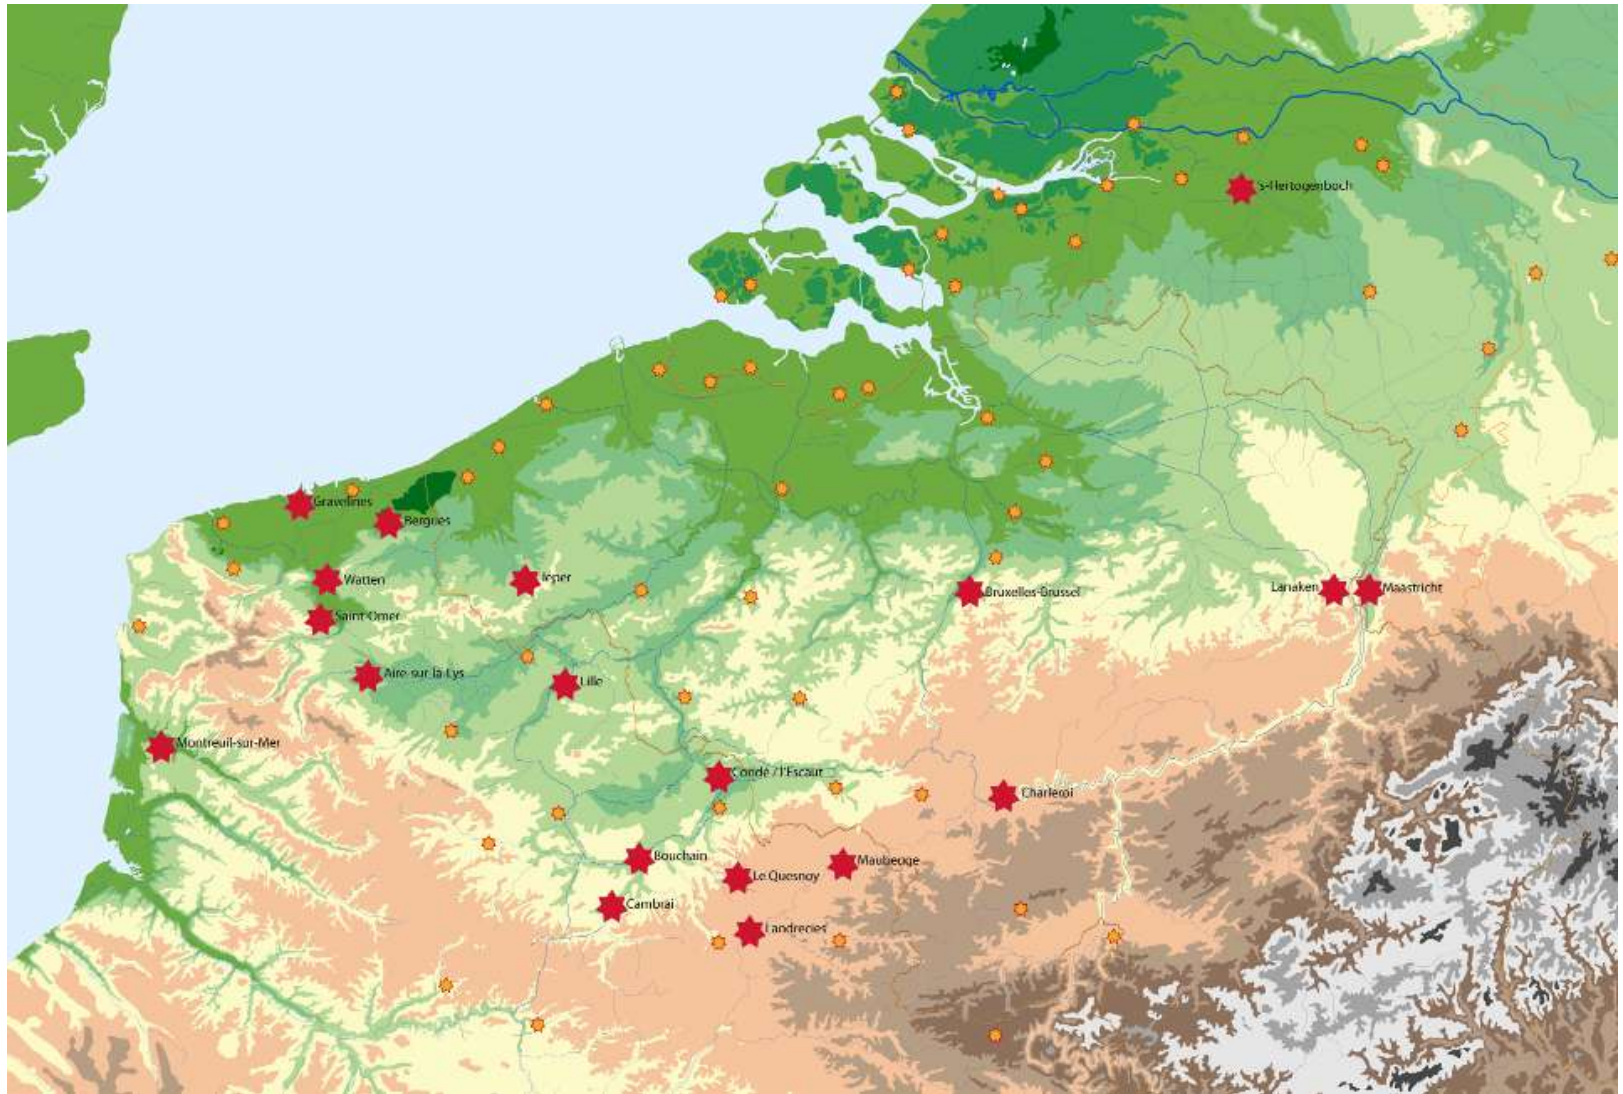 's-Hertogenboch
Gravelines
Bergues
Watten
Ieper
Bruxelles-Brussel
Lanaken
Maastricht
Saint-Omer
Aire-sur-la-Lys
Lille
Montreuil-sur-Mer
Condé / l'Escaut
Charleroi
Bouchain
Maubeuge
Le Quesnoy
Cambrai
Landrecies